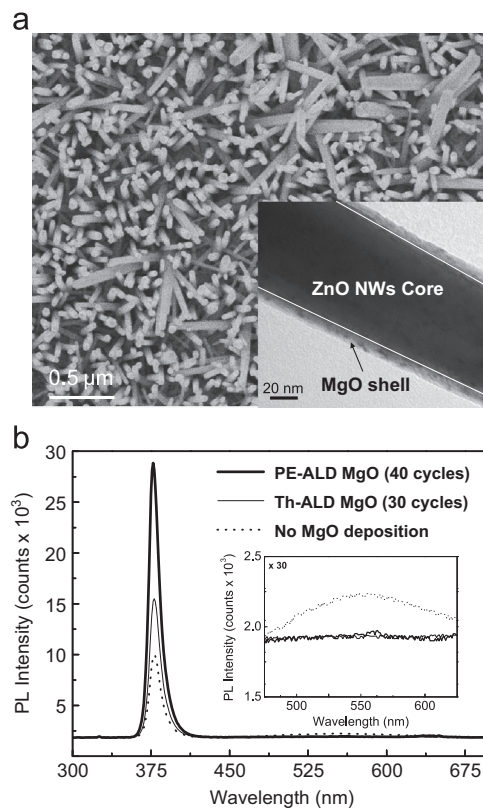 a
ZnO NWs Core
MgO shell
0.5 µm
20 nm
b
30
25
20
15
10
5
PL Intensity (counts x 10³)
PE-ALD MgO (40 cycles)
Th-ALD MgO (30 cycles)
No MgO deposition
x 30
2.5
2.0
1.5
PL Intensity (counts x 10³)
500 550 600
Wavelength (nm)
300 375 450 525 600 675
Wavelength (nm)